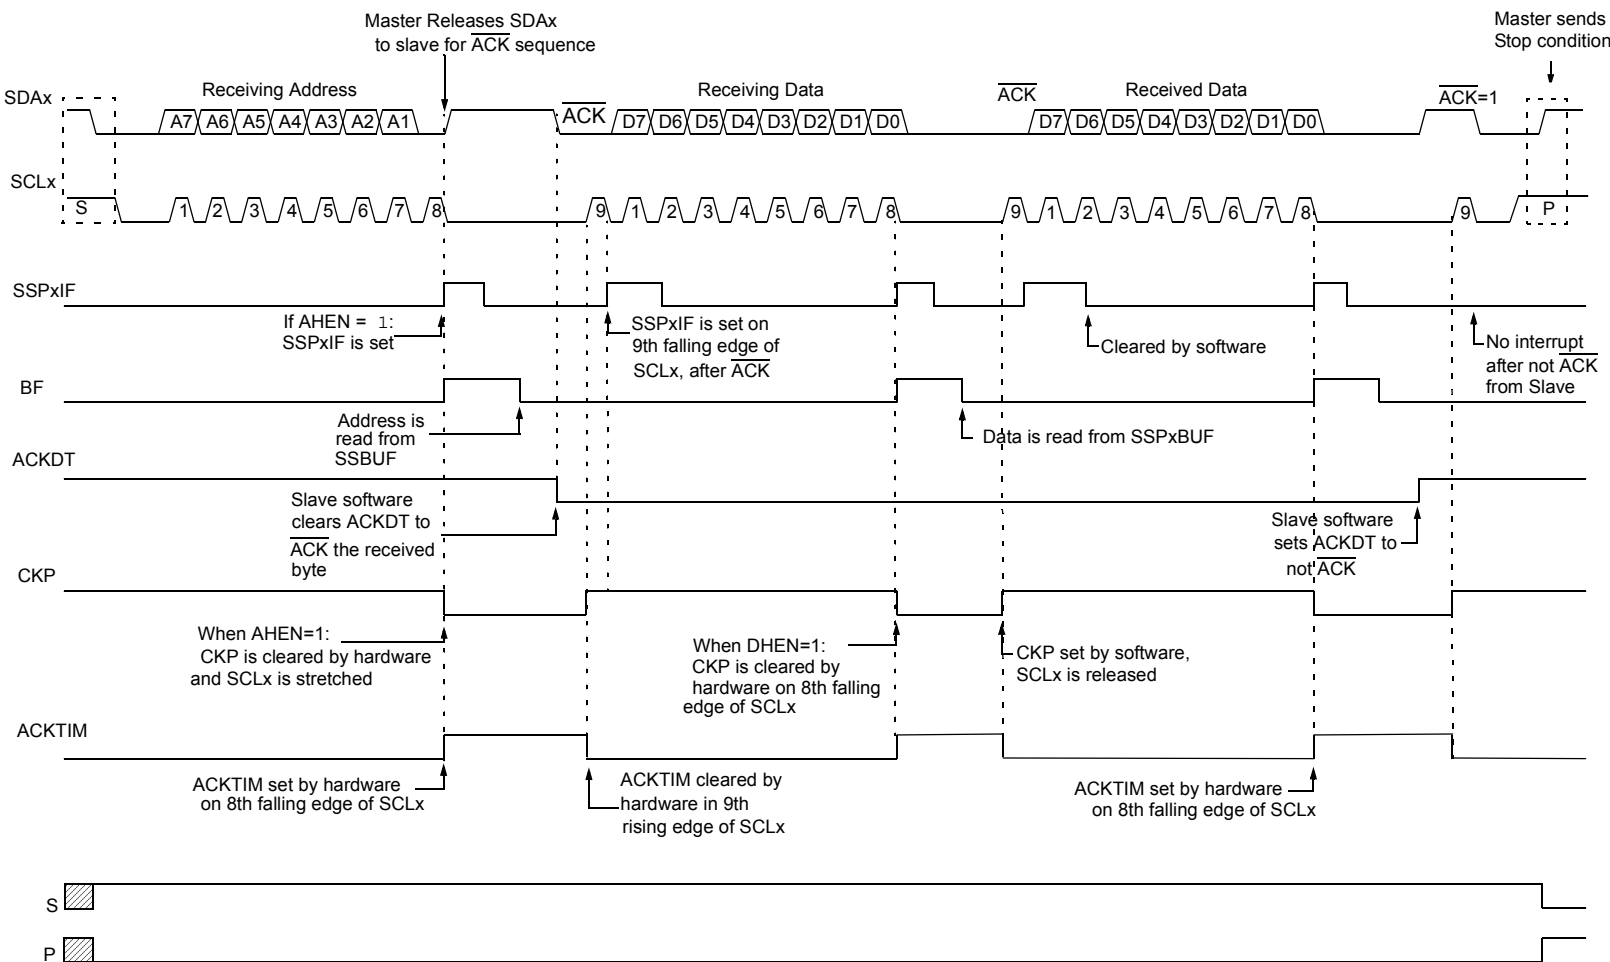 Master Releases SDAx
to slave for ACK sequence
Master sends
Stop condition
SDAx
Receiving Address
A7 A6 A5 A4 A3 A2 A1
ACK
Receiving Data
D7 D6 D5 D4 D3 D2 D1 D0
ACK
Received Data
D7 D6 D5 D4 D3 D2 D1 D0
ACK=1
SCLx
S
1 2 3 4 5 6 7 8 9 1 2 3 4 5 6 7 8 9 1 2 3 4 5 6 7 8 9
P
SSPxIF
If AHEN = 1:
SSPxIF is set
SSPxIF is set on
9th falling edge of
SCLx, after ACK
Cleared by software
No interrupt
after not ACK
from Slave
BF
Address is
read from
SSBUF
Data is read from SSPxBUF
ACKDT
Slave software
clears ACKDT to
ACK the received
byte
Slave software
sets ACKDT to
not ACK
CKP
When AHEN=1:
CKP is cleared by hardware
and SCLx is stretched
When DHEN=1:
CKP is cleared by
hardware on 8th falling
edge of SCLx
CKP set by software,
SCLx is released
ACKTIM
ACKTIM set by hardware
on 8th falling edge of SCLx
ACKTIM cleared by
hardware in 9th
rising edge of SCLx
ACKTIM set by hardware
on 8th falling edge of SCLx
S
P